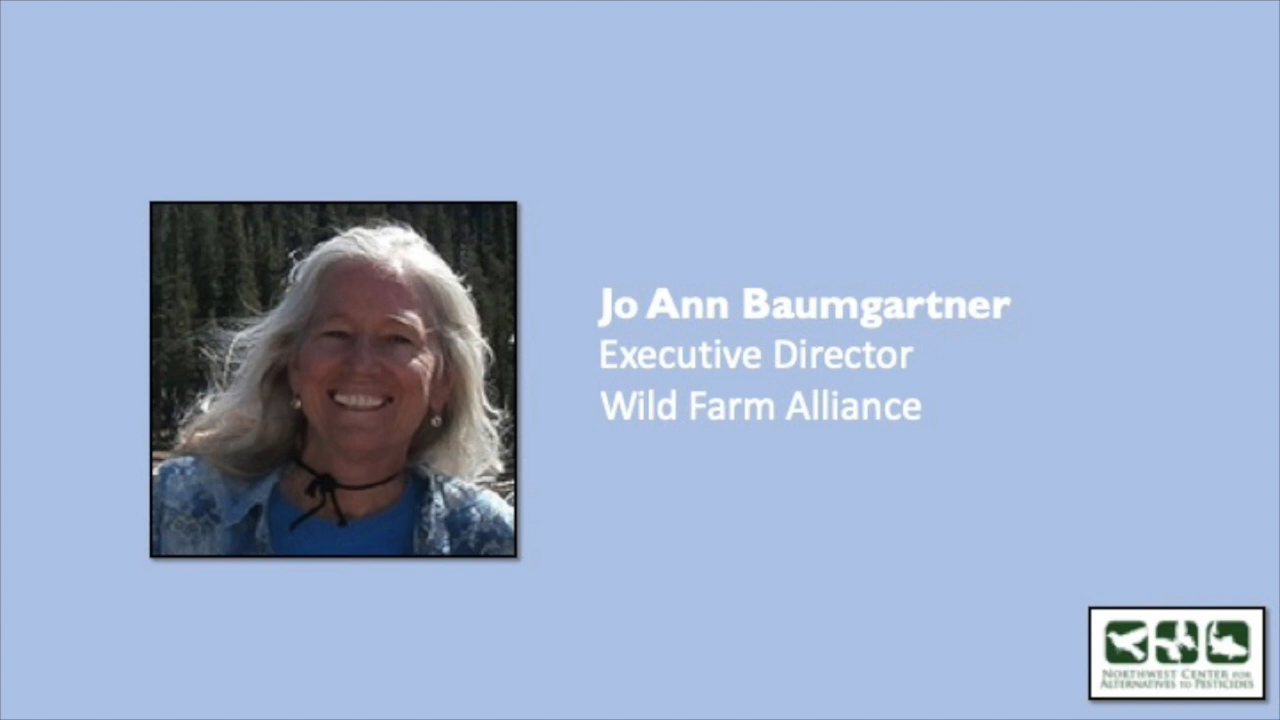 Jo Ann Baumgartner
Executive Director
Wild Farm Alliance
NORTHWEST CENTER FOR
ALTERNATIVES TO PESTICIDES